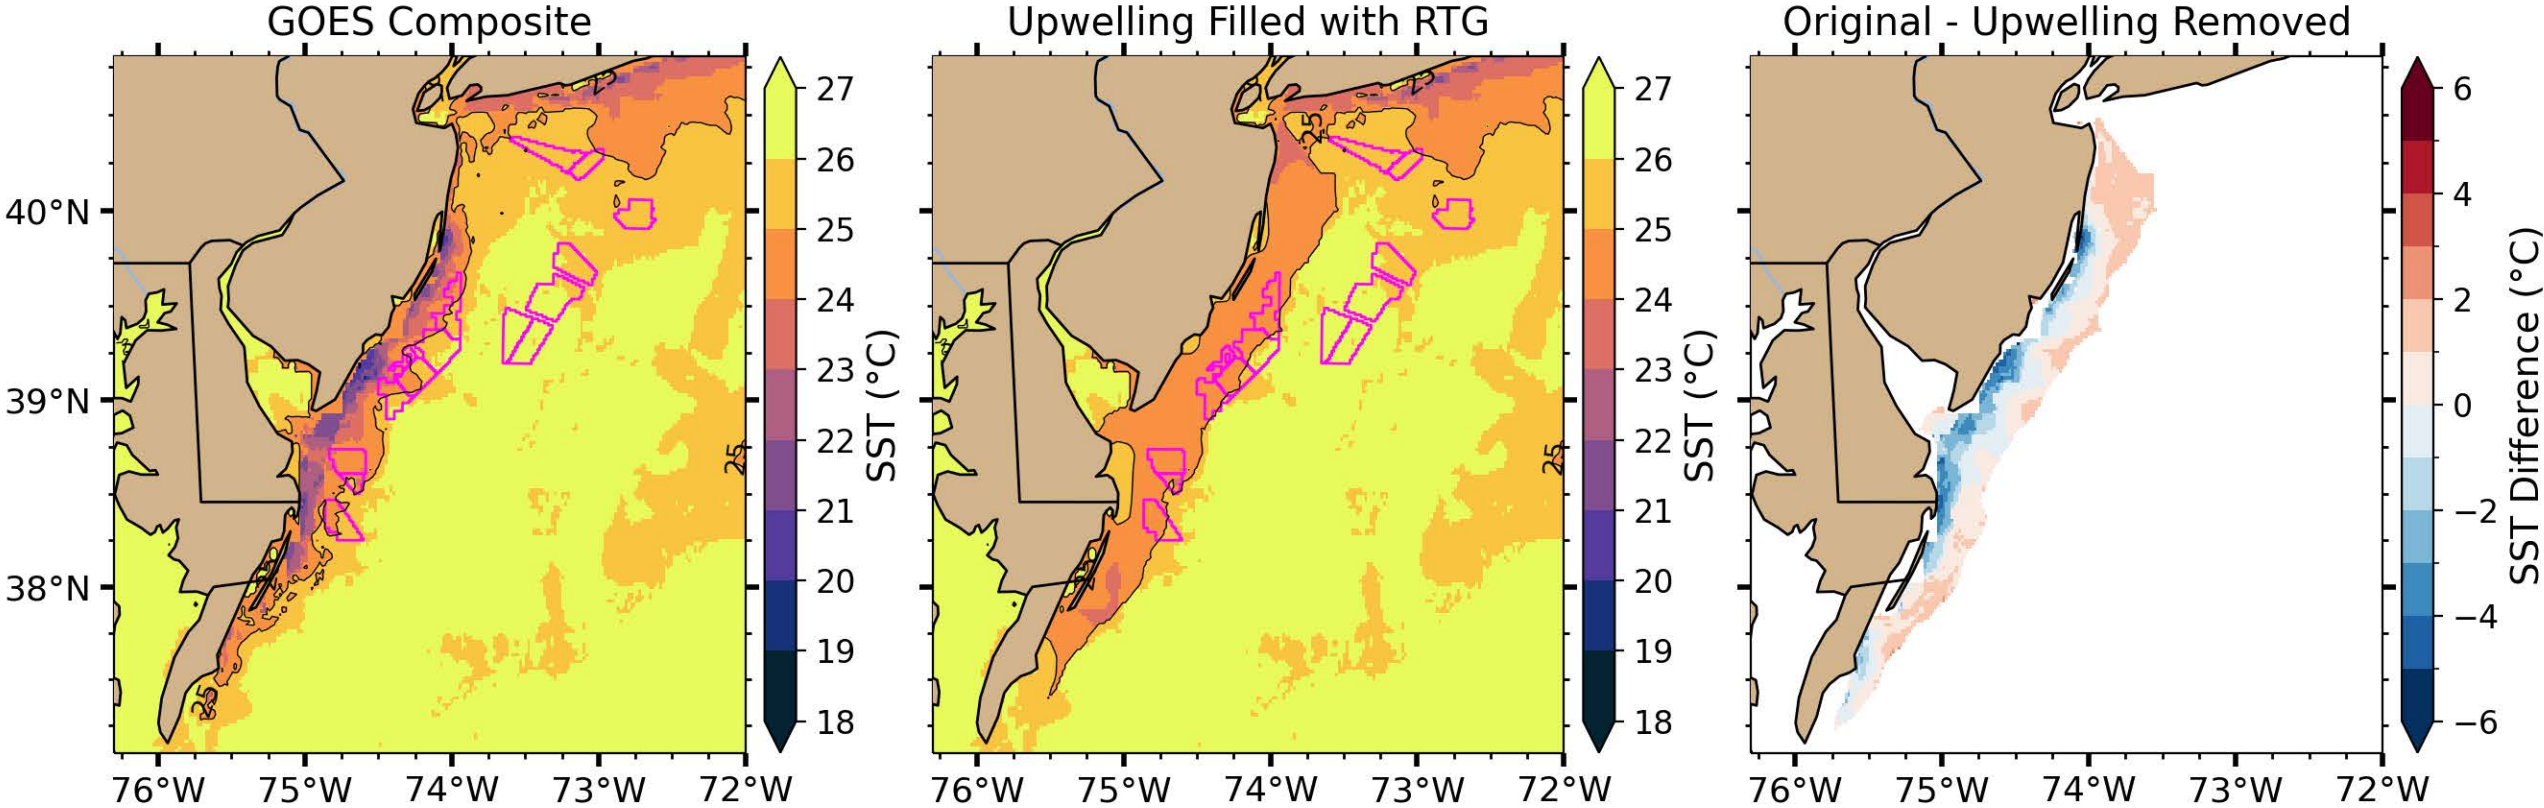 GOES Composite
Upwelling Filled with RTG
Original - Upwelling Removed
40°N
39°N
38°N
76°W
75°W
74°W
73°W
72°W
25
25
27
26
25
24
23
22
21
20
19
18
SST (°C)
76°W
75°W
74°W
73°W
72°W
25
25
27
26
25
24
23
22
21
20
19
18
SST (°C)
76°W
75°W
74°W
73°W
72°W
6
4
2
0
−2
−4
−6
SST Difference (°C)